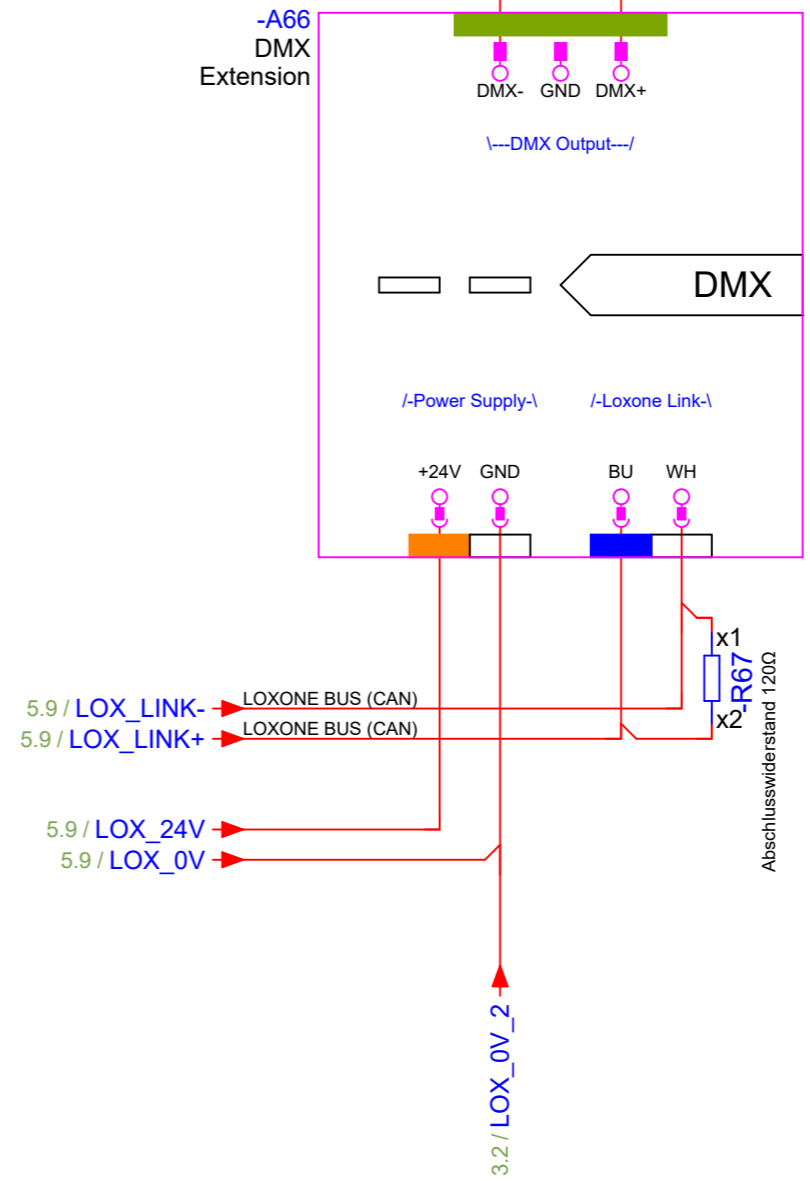 -A66
DMX
Extension
DMX- GND DMX+
\---DMX Output---/
DMX
/-Power Supply-\ /-Loxone Link-\
+24V GND BU WH
x1
-R67
x2
Abschlusswiderstand 120Ω
5.9 / LOX_LINK- LOXONE BUS (CAN)
5.9 / LOX_LINK+ LOXONE BUS (CAN)
5.9 / LOX_24V
5.9 / LOX_0V
3.2 / LOX_0V_2